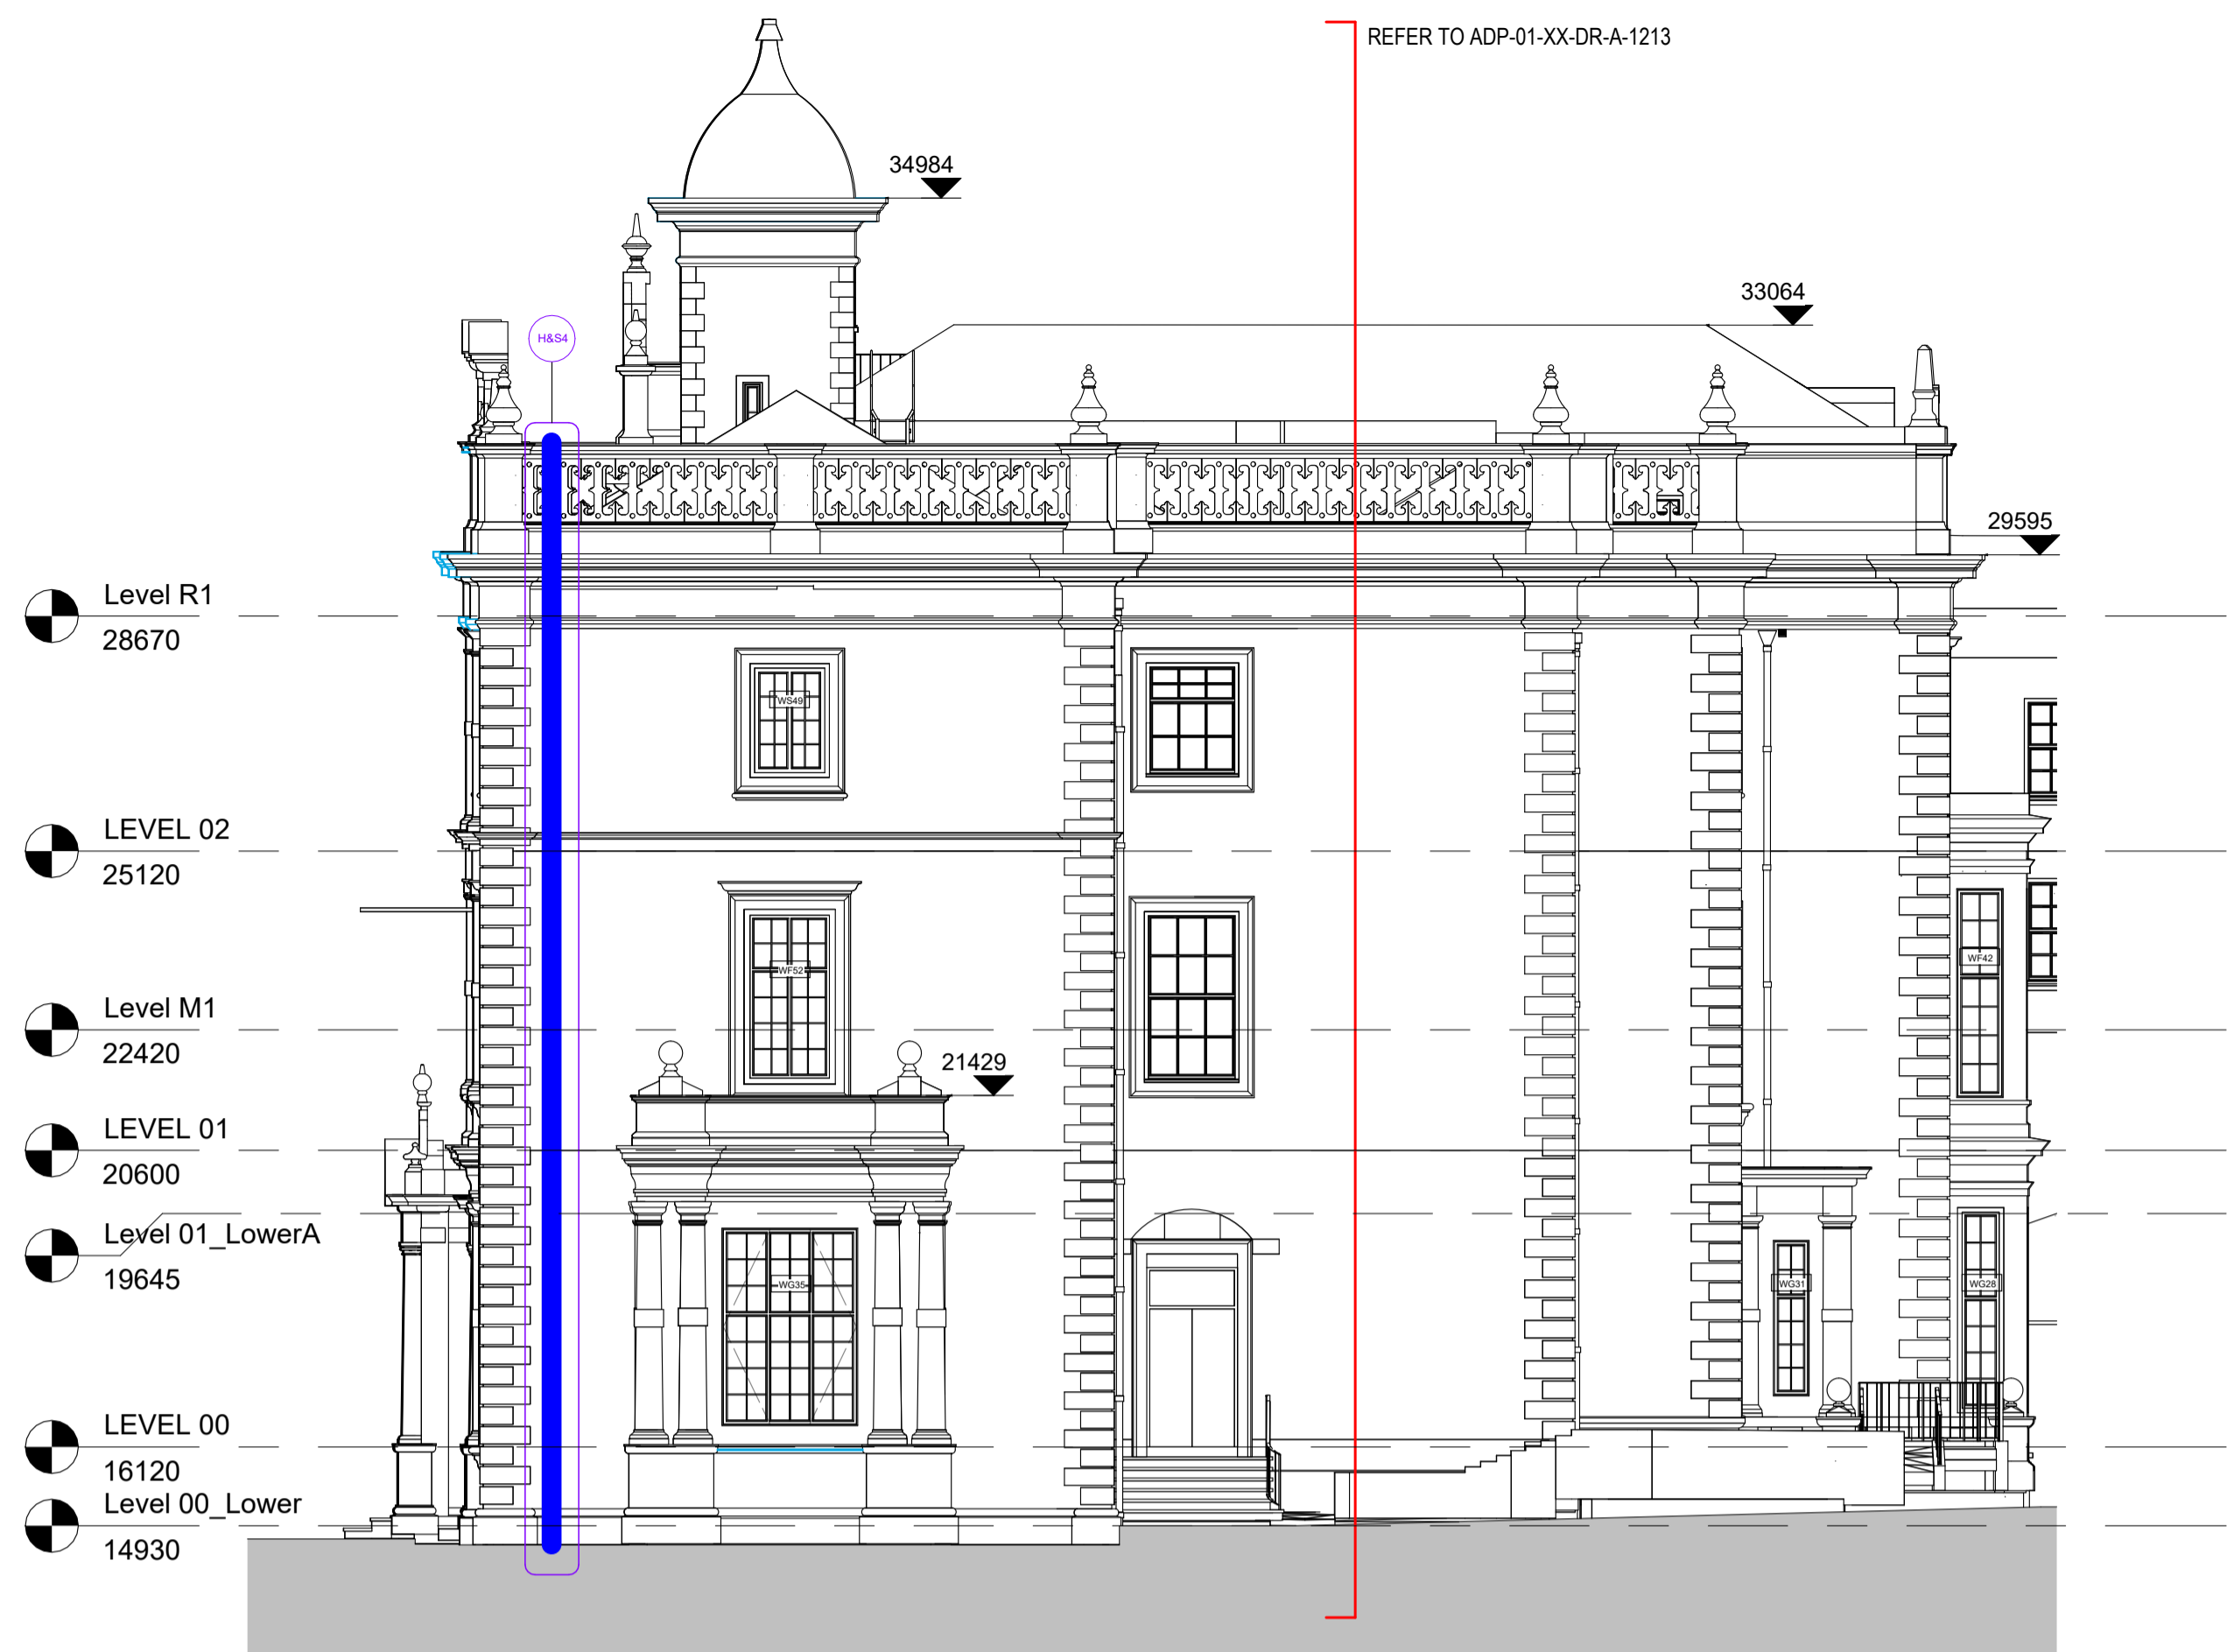 REFER TO ADP-01-XX-DR-A-1213
34984
33064
H&S4
29595
Level R1
28670
WS49
LEVEL 02
25120
WF42
WF52
Level M1
22420
21429
LEVEL 01
20600
Level 01_LowerA
19645
WG35
WG31
WG28
LEVEL 00
16120
Level 00_Lower
14930